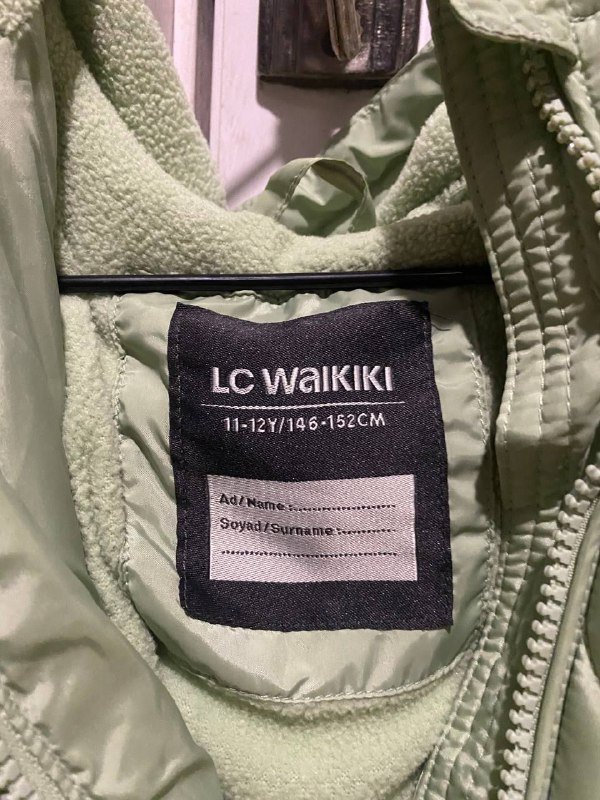 LC WAIKIKI
11-12Y/146-152CM
Ad/Name :....................
Soyad/Surname :...........
...................................